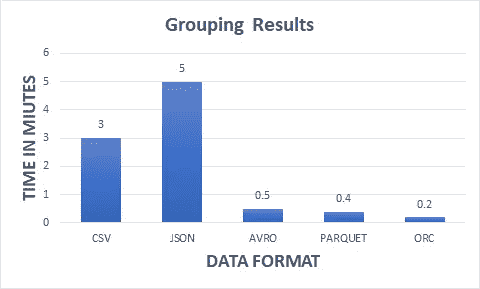 Grouping Results
TIME IN MIUTES
6
5
4
3
2
1
0
3
5
0.5
0.4
0.2
CSV
JSON
AVRO
PARQUET
ORC
DATA FORMAT